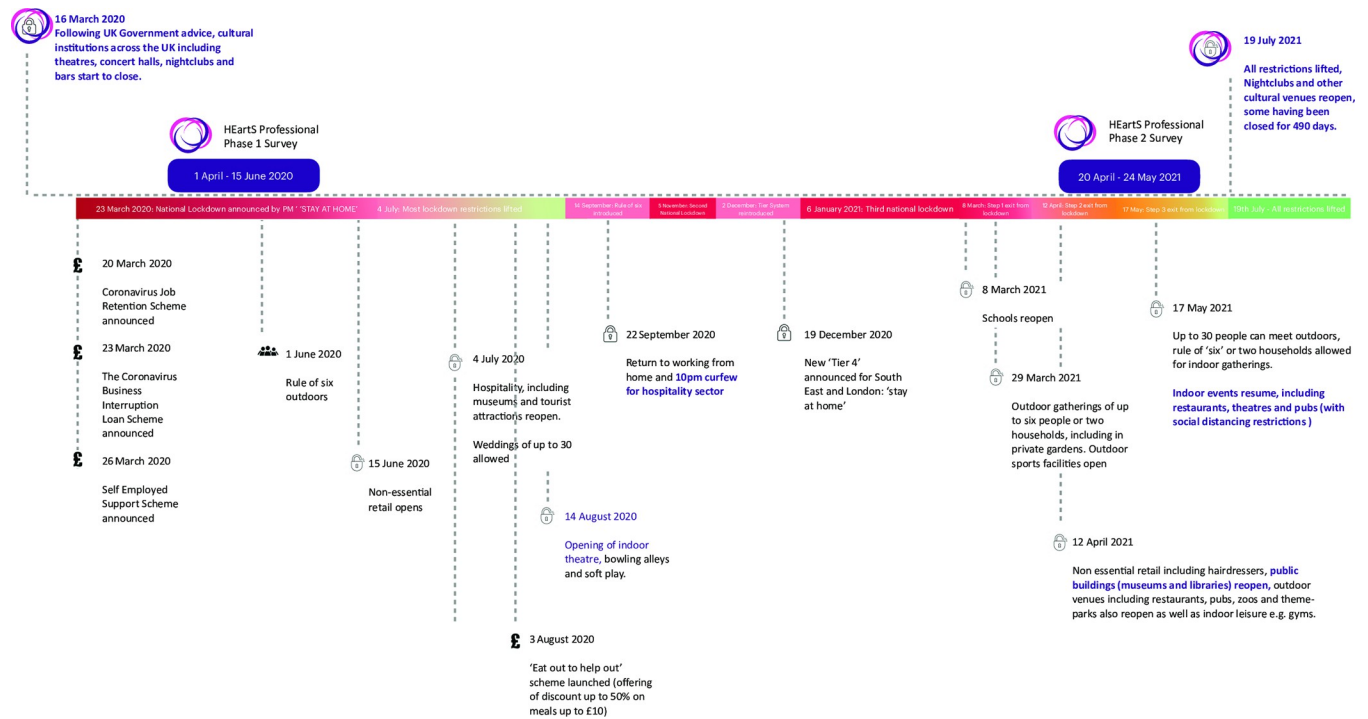 16 March 2020
Following UK Government advice, cultural
institutions across the UK including
theatres, concert halls, nightclubs and
bars start to close.
19 July 2021
All restrictions lifted,
Nightclubs and other
cultural venues reopen,
some having been
closed for 490 days.
HEartS Professional
Phase 1 Survey
1 April - 15 June 2020
HEartS Professional
Phase 2 Survey
20 April - 24 May 2021
23 March 2020: National Lockdown announced by PM ' 'STAY AT HOME'
4 July: Most lockdown restrictions lifted
14 September: Rule of six
introduced
5 November: Second
National Lockdown
2 December: Tier System
reintroduced
6 January 2021: Third national lockdown
8 March: Step 1 exit from
lockdown
12 April: Step 2 exit from
lockdown
17 May: Step 3 exit from lockdown
19th July - All restrictions lifted
£
20 March 2020
Coronavirus Job
Retention Scheme
announced
£
23 March 2020
The Coronavirus
Business
Interruption
Loan Scheme
announced
£
26 March 2020
Self Employed
Support Scheme
announced
1 June 2020
Rule of six
outdoors
15 June 2020
Non-essential
retail opens
4 July 2020
Hospitality, including
museums and tourist
attractions reopen.
Weddings of up to 30
allowed
14 August 2020
Opening of indoor
theatre, bowling alleys
and soft play.
£
3 August 2020
'Eat out to help out'
scheme launched (offering
of discount up to 50% on
meals up to £10)
22 September 2020
Return to working from
home and 10pm curfew
for hospitality sector
19 December 2020
New 'Tier 4'
announced for South
East and London: 'stay
at home'
8 March 2021
Schools reopen
29 March 2021
Outdoor gatherings of up
to six people or two
households, including in
private gardens. Outdoor
sports facilities open
12 April 2021
Non essential retail including hairdressers, public
buildings (museums and libraries) reopen, outdoor
venues including restaurants, pubs, zoos and theme-
parks also reopen as well as indoor leisure e.g. gyms.
17 May 2021
Up to 30 people can meet outdoors,
rule of 'six' or two households allowed
for indoor gatherings.
Indoor events resume, including
restaurants, theatres and pubs (with
social distancing restrictions )